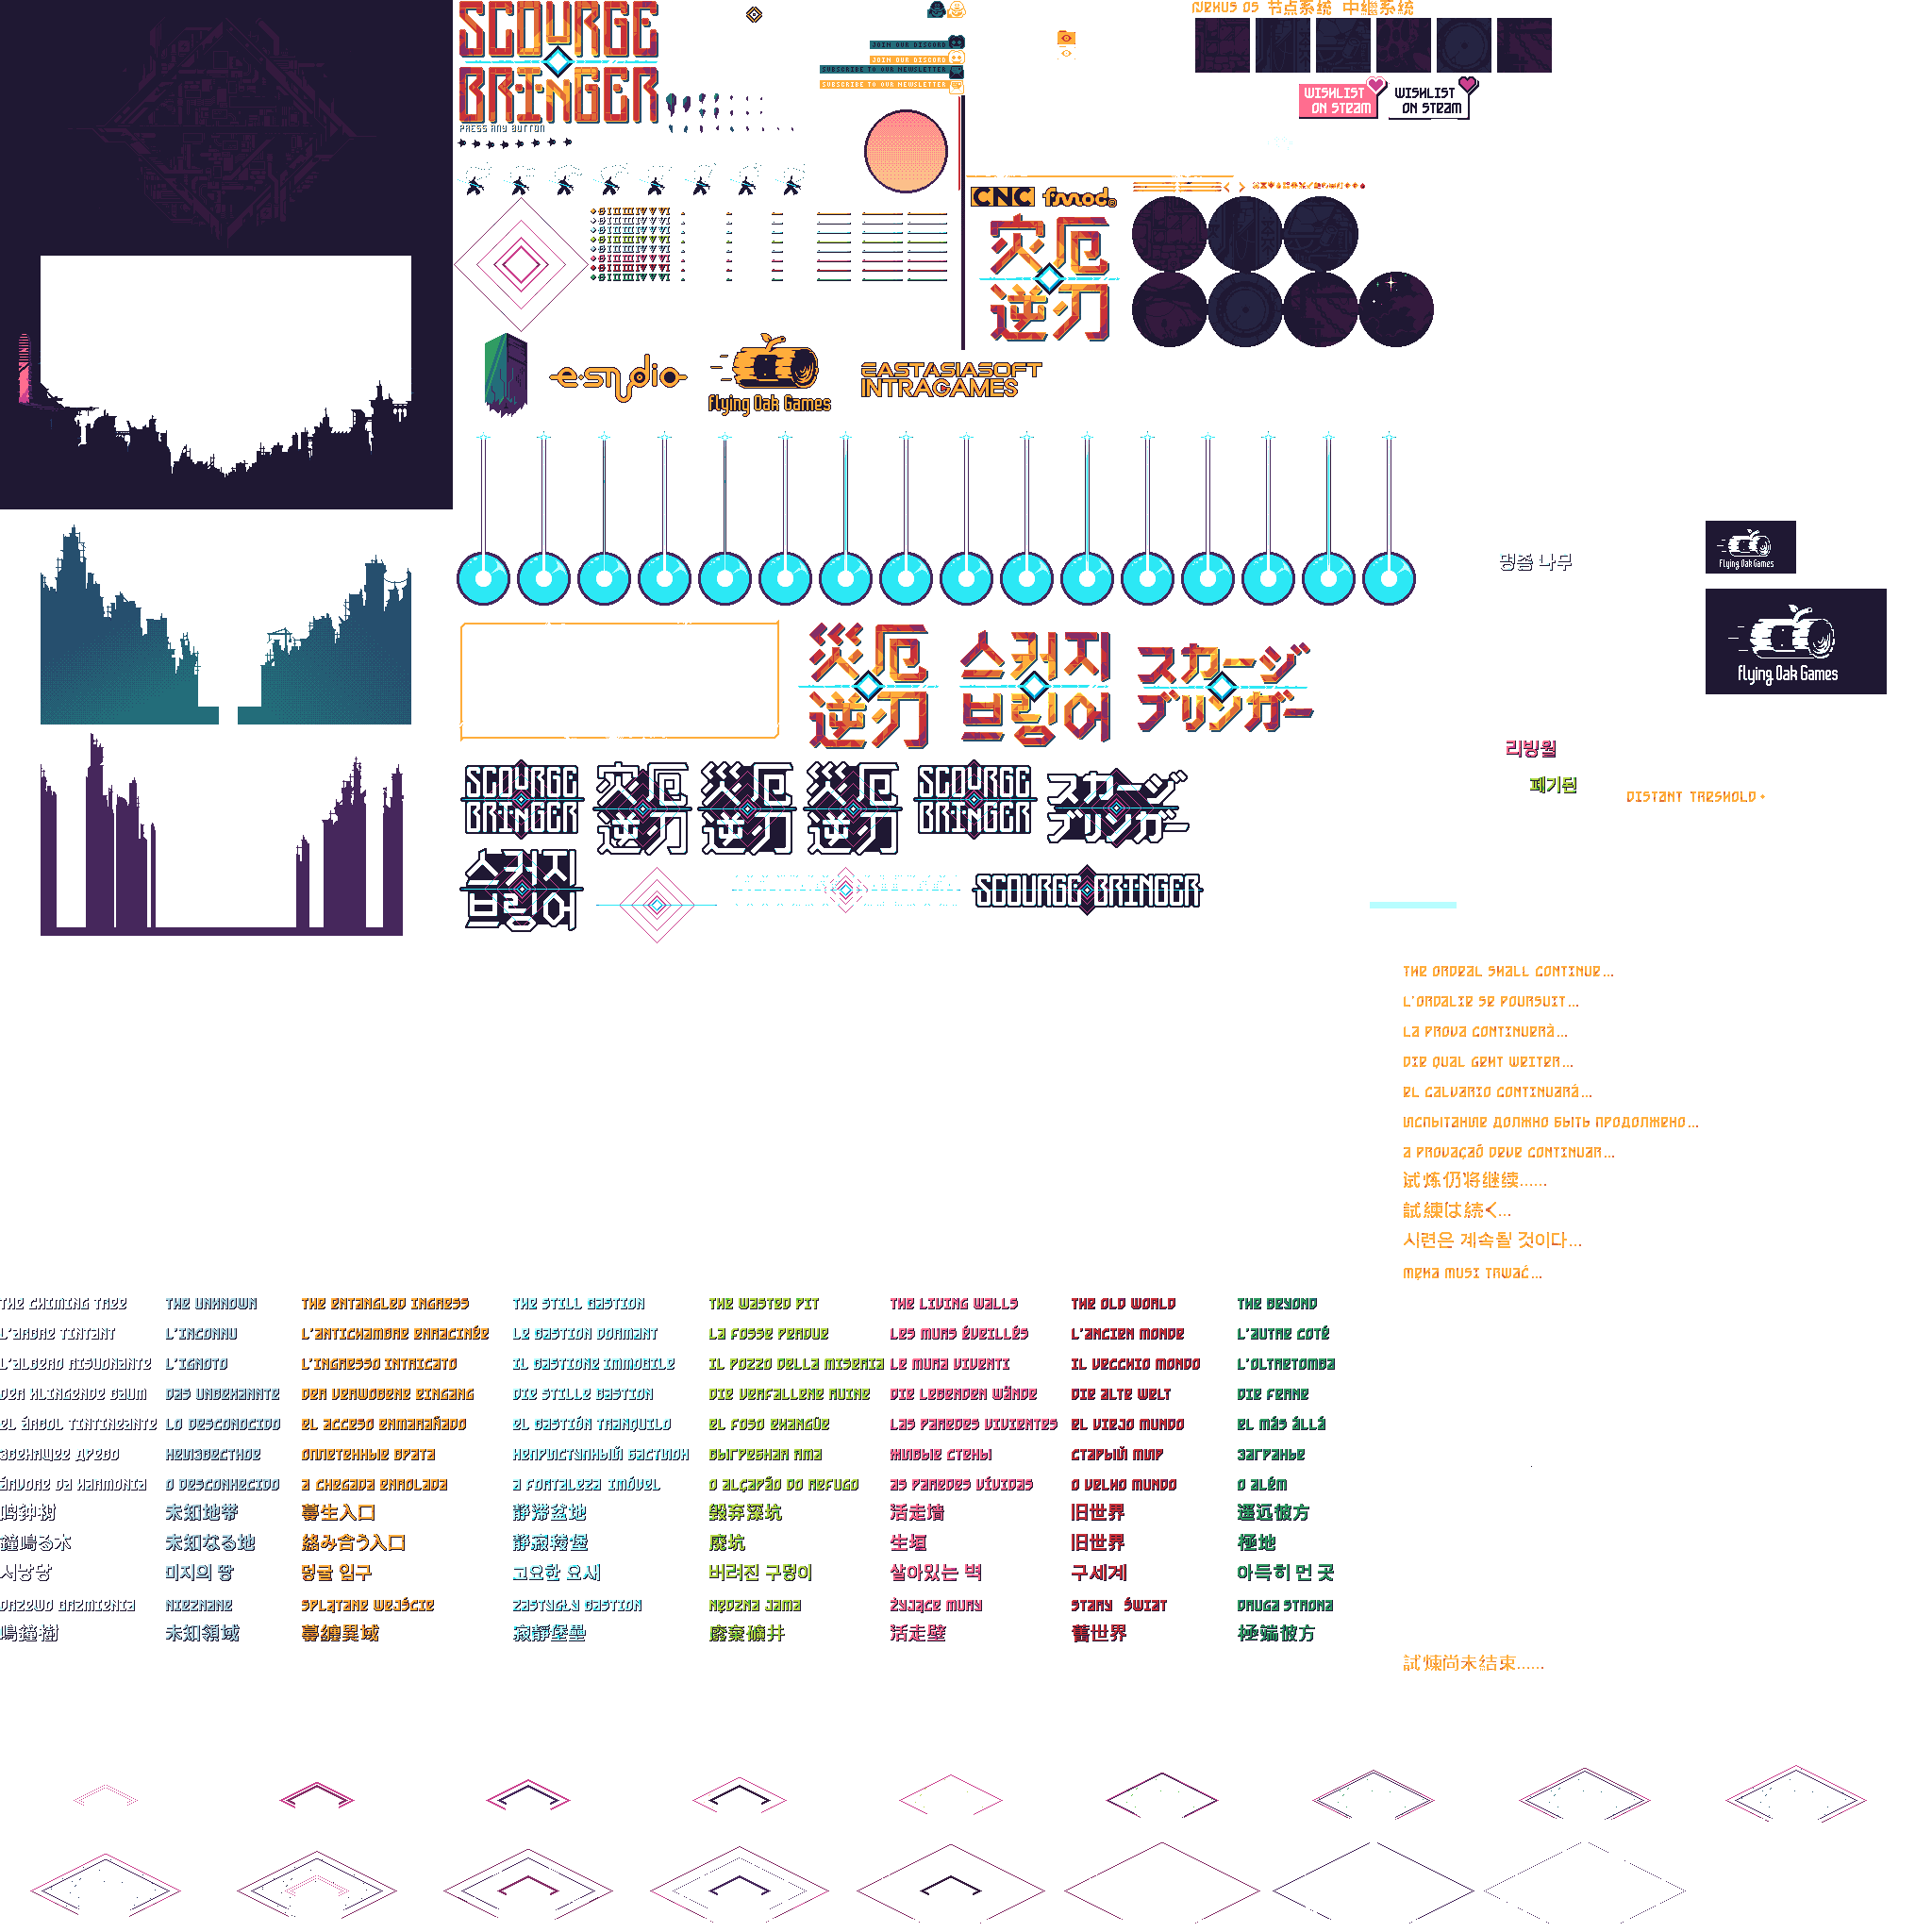 SCOURGE
BRINGER
PRESS ANY BUTTON
JOIN OUR DISCORD
JOIN OUR DISCORD
SUBSCRIBE TO OUR NEWSLETTER
SUBSCRIBE TO OUR NEWSLETTER
NEXUS OS 节点系统 中繼系統
WISHLIST
ON STEAM
WISHLIST
ON STEAM
CNC fmod
灾厄
逆刃
e-studio
Flying Oak Games
EASTASIASOFT
INTRAGAMES
명종 나무
Flying Oak Games
Flying Oak Games
災厄
逆刃
스커지
브링어
スカージ
ブリンガー
리빙월
폐기된
DISTANT TRESHOLD
SCOURGE
BRINGER
灾厄
逆刃
災厄
逆刃
災厄
逆刃
SCOURGE
BRINGER
スカージ
ブリンガー
스커지
브링어
SCOURGE BRINGER
THE ORDEAL SHALL CONTINUE...
L'ORDALIE SE POURSUIT...
LA PROVA CONTINUERÀ...
DIE QUAL GEHT WEITER...
EL CALVARIO CONTINUARÁ...
ИСПЫТАНИЕ ДОЛЖНО БЫТЬ ПРОДОЛЖЕНО...
A PROVAÇAÕ DEVE CONTINUAR...
试炼仍将继续……
試練は続く...
시련은 계속될 것이다...
MĘKA MUSI TRWAĆ...
THE CHIMING TREE THE UNKNOWN THE ENTANGLED INGRESS THE STILL BASTION THE WASTED PIT THE LIVING WALLS THE OLD WORLD THE BEYOND
L'ARBRE TINTANT L'INCONNU L'ANTICHAMBRE ENRACINÉE LE BASTION DORMANT LA FOSSE PERDUE LES MURS ÉVEILLÉS L'ANCIEN MONDE L'AUTRE COTÉ
L'ALBERO RISUONANTE L'IGNOTO L'INGRESSO INTRICATO IL BASTIONE IMMOBILE IL POZZO DELLA MISERIA LE MURA VIVENTI IL VECCHIO MONDO L'OLTRETOMBA
DER KLINGENDE BAUM DAS UNBEKANNTE DER VERWOBENE EINGANG DIE STILLE BASTION DIE VERFALLENE RUINE DIE LEBENDEN WÄNDE DIE ALTE WELT DIE FERNE
EL ÁRBOL TINTINEANTE LO DESCONOCIDO EL ACCESO ENMARAÑADO EL BASTIÓN TRANQUILO EL FOSO EXANGÜE LAS PAREDES VIVIENTES EL VIEJO MUNDO EL MÁS ÁLLÁ
ЗВЕНЯЩЕЕ ДРЕВО НЕИЗВЕСТНОЕ ОПЛЕТЕННЫЕ ВРАТА НЕПРИСТУПНЫЙ БАСТИОН ВЫГРЕБНАЯ ЯМА ЖИВЫЕ СТЕНЫ СТАРЫЙ МИР ЗАГРАНЬЕ
ÁRVORE DA HARMONIA O DESCONHECIDO A CHEGADA ENROLADA A FORTALEZA IMÓVEL O ALÇAPÃO DO REFUGO AS PAREDES VÍVIDAS O VELHO MUNDO O ALÉM
鸣钟树 未知地带 蔓生入口 静滞盆地 毁弃深坑 活走墙 旧世界 遥远彼方
鐘鳴る木 未知なる地 絡み合う入口 静寂稜堡 廃坑 生垣 旧世界 極地
서낭당 미지의 땅 덩굴 입구 고요한 요새 버려진 구덩이 살아있는 벽 구세계 아득히 먼 곳
DRZEWO BRZMIENIA NIEZNANE SPLĄTANE WEJŚCIE ZASTYGŁY BASTION NĘDZNA JAMA ŻYJĄCE MURY STARY ŚWIAT DRUGA STRONA
鳴鐘樹 未知領域 蔓纏異域 寂靜堡壘 廢棄礦井 活走壁 舊世界 極端彼方
試煉尚未結束……